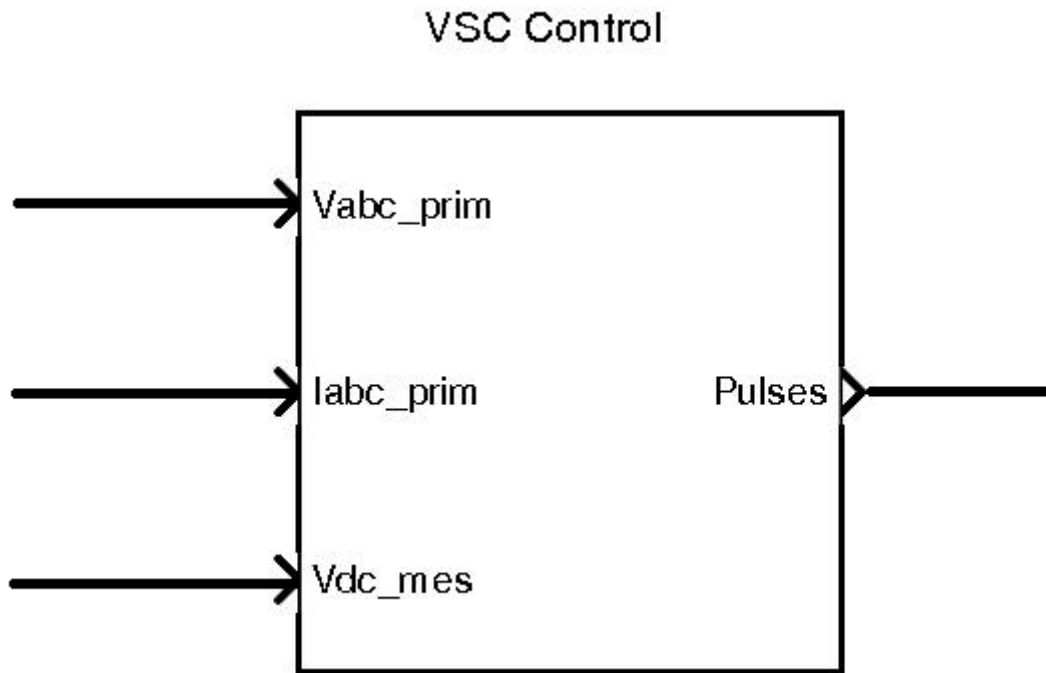 VSC Control
Vabc_prim
Iabc_prim
Pulses
Vdc_mes